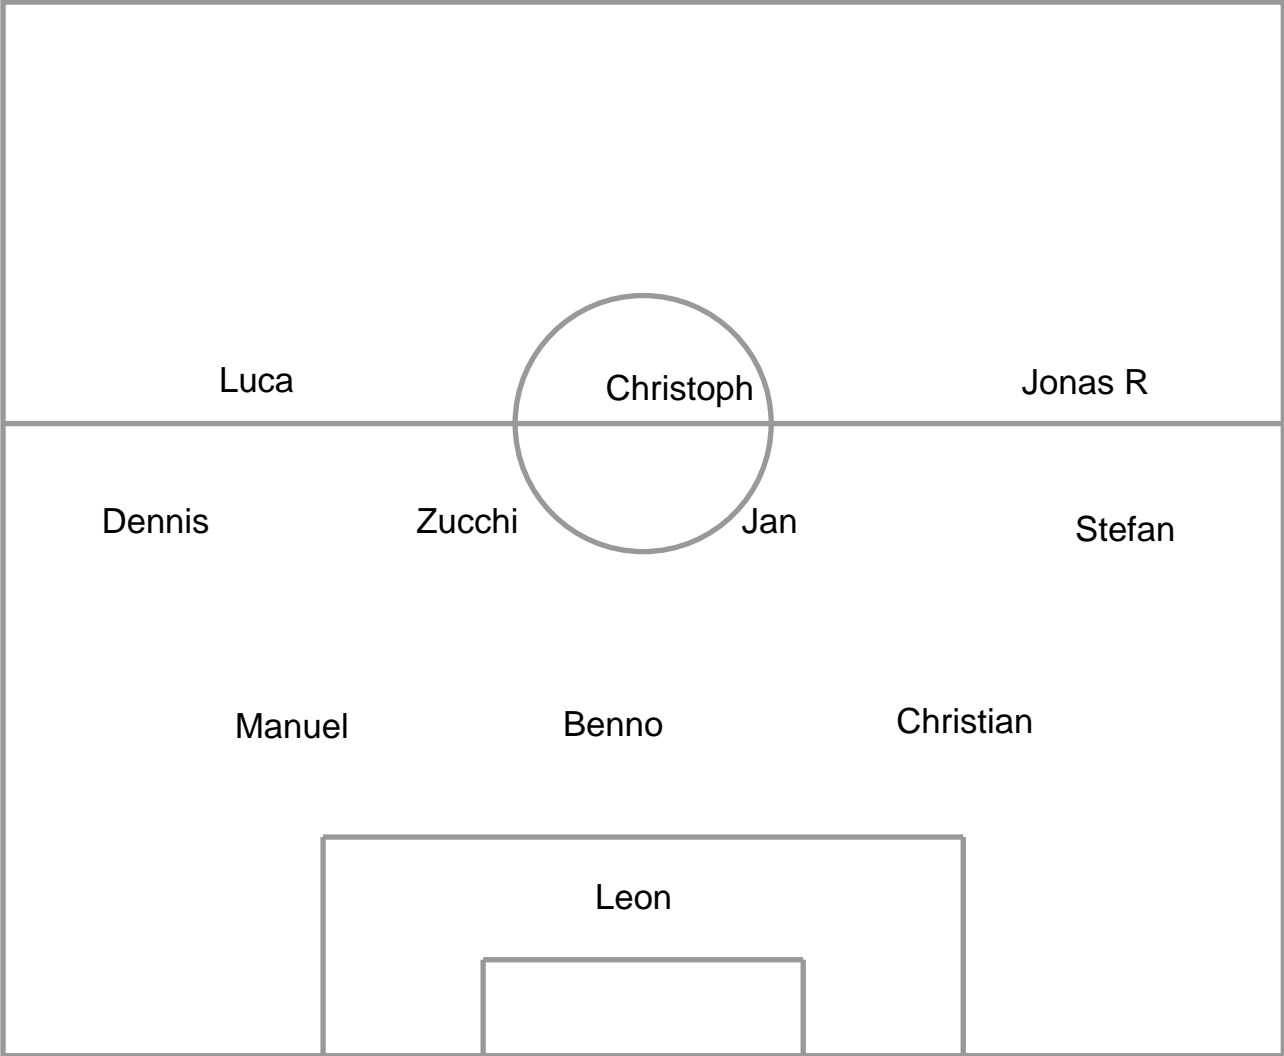 Luca
Christoph
Jonas R
Dennis
Zucchi
Jan
Stefan
Manuel
Benno
Christian
Leon